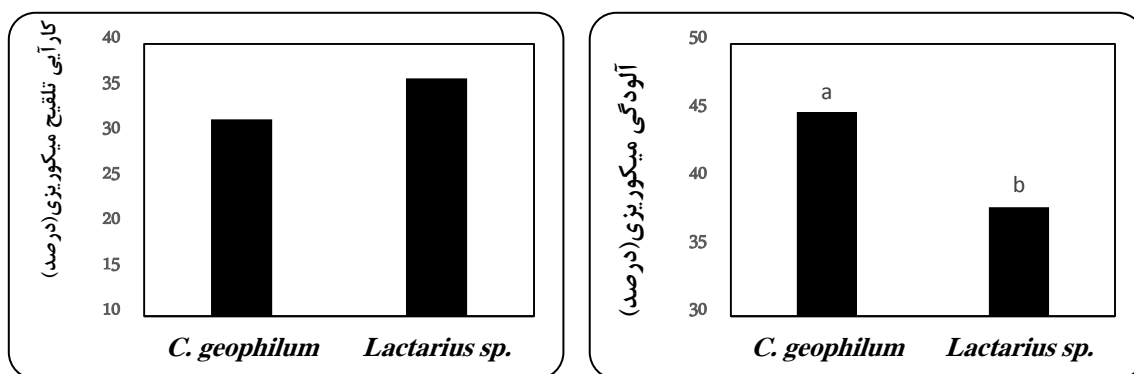 کارآیی تلقیح میکوریزی(درصد)
40
35
30
25
20
15
10
C. geophilum Lactarius sp.
آلودگی میکوریزی(درصد)
50
45
40
35
30
a
b
C. geophilum Lactarius sp.